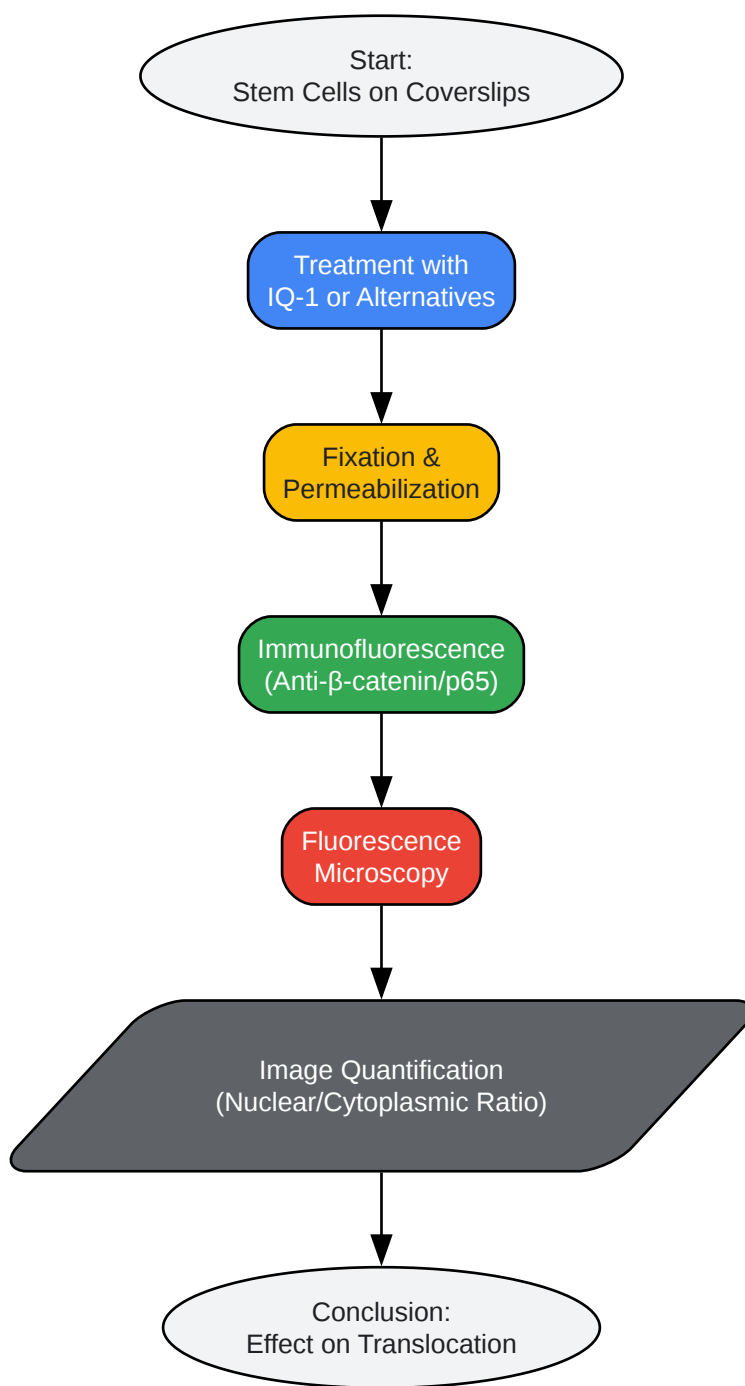 Start:
Stem Cells on Coverslips
Treatment with
IQ-1 or Alternatives
Fixation &
Permeabilization
Immunofluorescence
(Anti-β-catenin/p65)
Fluorescence
Microscopy
Image Quantification
(Nuclear/Cytoplasmic Ratio)
Conclusion:
Effect on Translocation